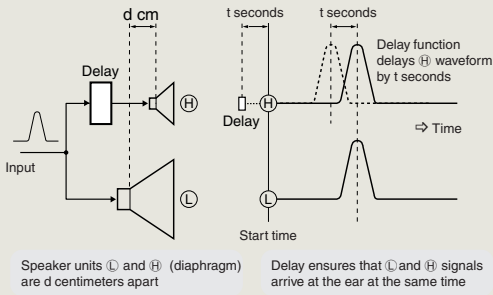 d cm
t seconds
t seconds
Delay function
delays Ⓗ waveform
by t seconds
Delay
Ⓗ
Ⓗ
Delay
⇨ Time
Input
Ⓛ
Ⓛ
Start time
Speaker units Ⓛ and Ⓗ (diaphragm)
are d centimeters apart
Delay ensures that Ⓛ and Ⓗ signals
arrive at the ear at the same time